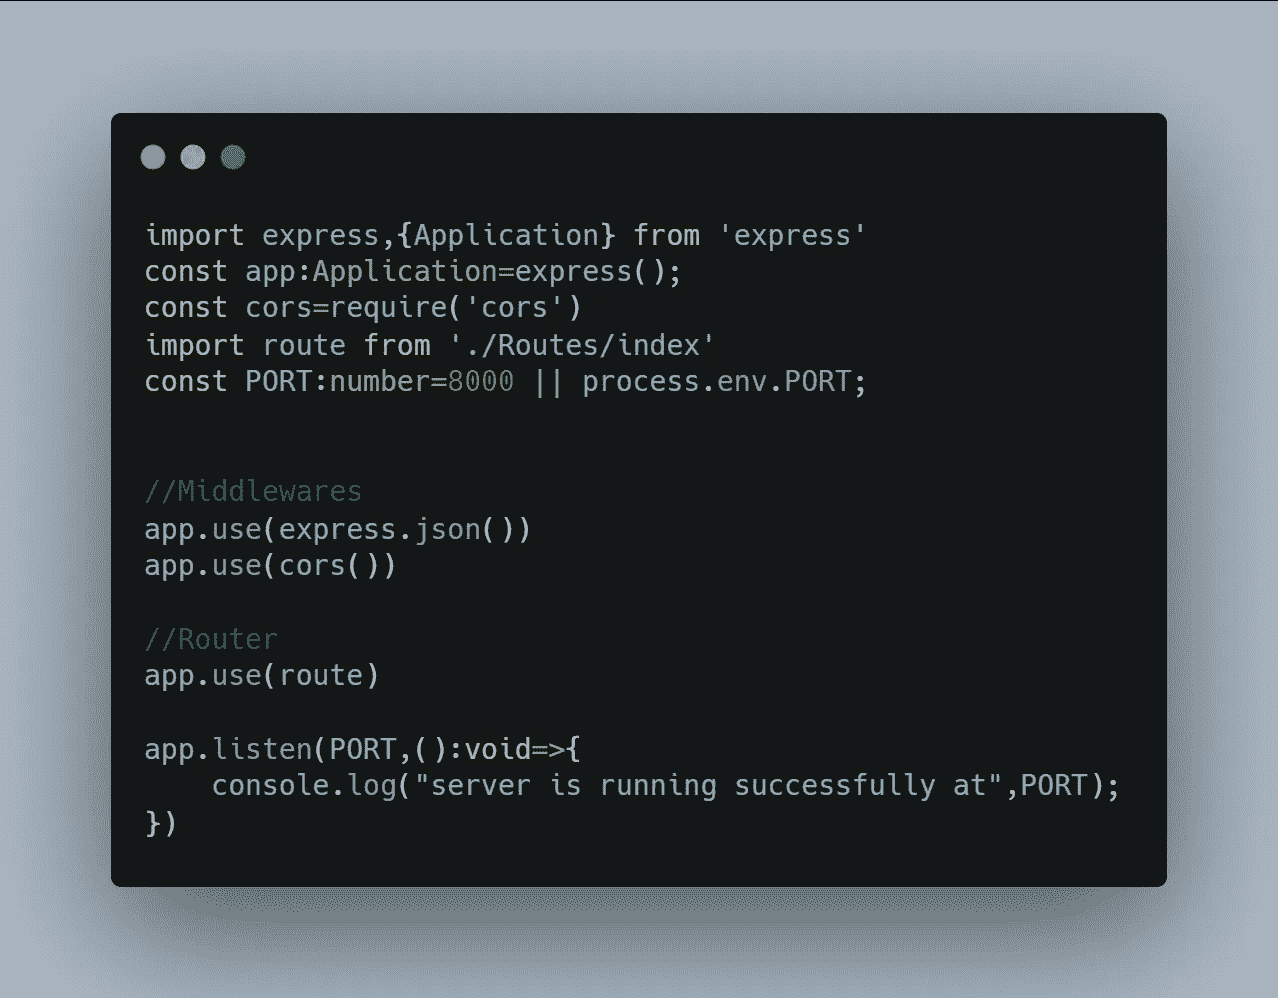 import express,{Application} from 'express'
const app:Application=express();
const cors=require('cors')
import route from './Routes/index'
const PORT:number=8000 || process.env.PORT;
//Middlewares
app.use(express.json())
app.use(cors())
//Router
app.use(route)
app.listen(PORT,():void=>{
    console.log("server is running successfully at",PORT);
})